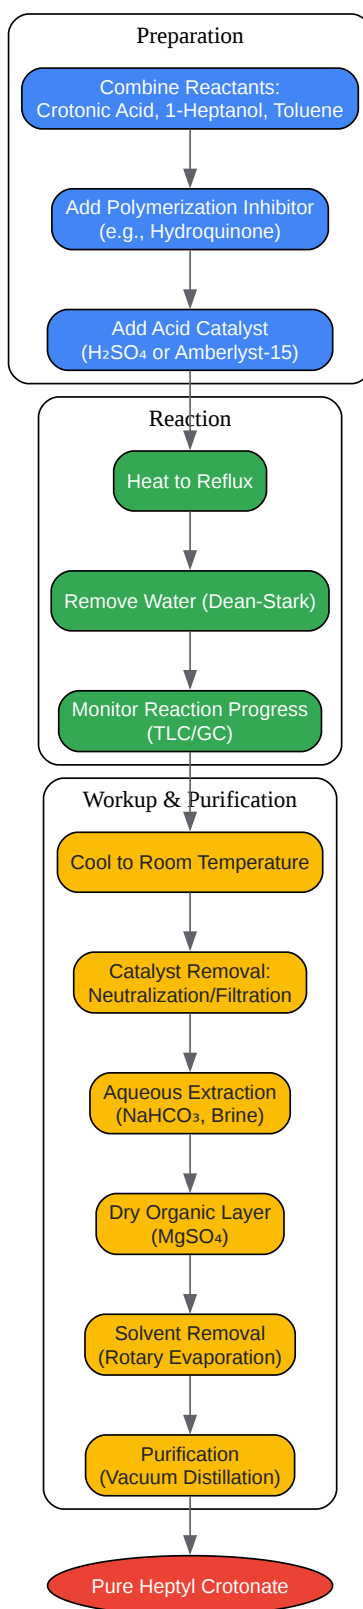 Preparation
Combine Reactants:
Crotonic Acid, 1-Heptanol, Toluene
Add Polymerization Inhibitor
(e.g., Hydroquinone)
Add Acid Catalyst
(H₂SO₄ or Amberlyst-15)
Reaction
Heat to Reflux
Remove Water (Dean-Stark)
Monitor Reaction Progress
(TLC/GC)
Workup & Purification
Cool to Room Temperature
Catalyst Removal:
Neutralization/Filtration
Aqueous Extraction
(NaHCO₃, Brine)
Dry Organic Layer
(MgSO₄)
Solvent Removal
(Rotary Evaporation)
Purification
(Vacuum Distillation)
Pure Heptyl Crotonate